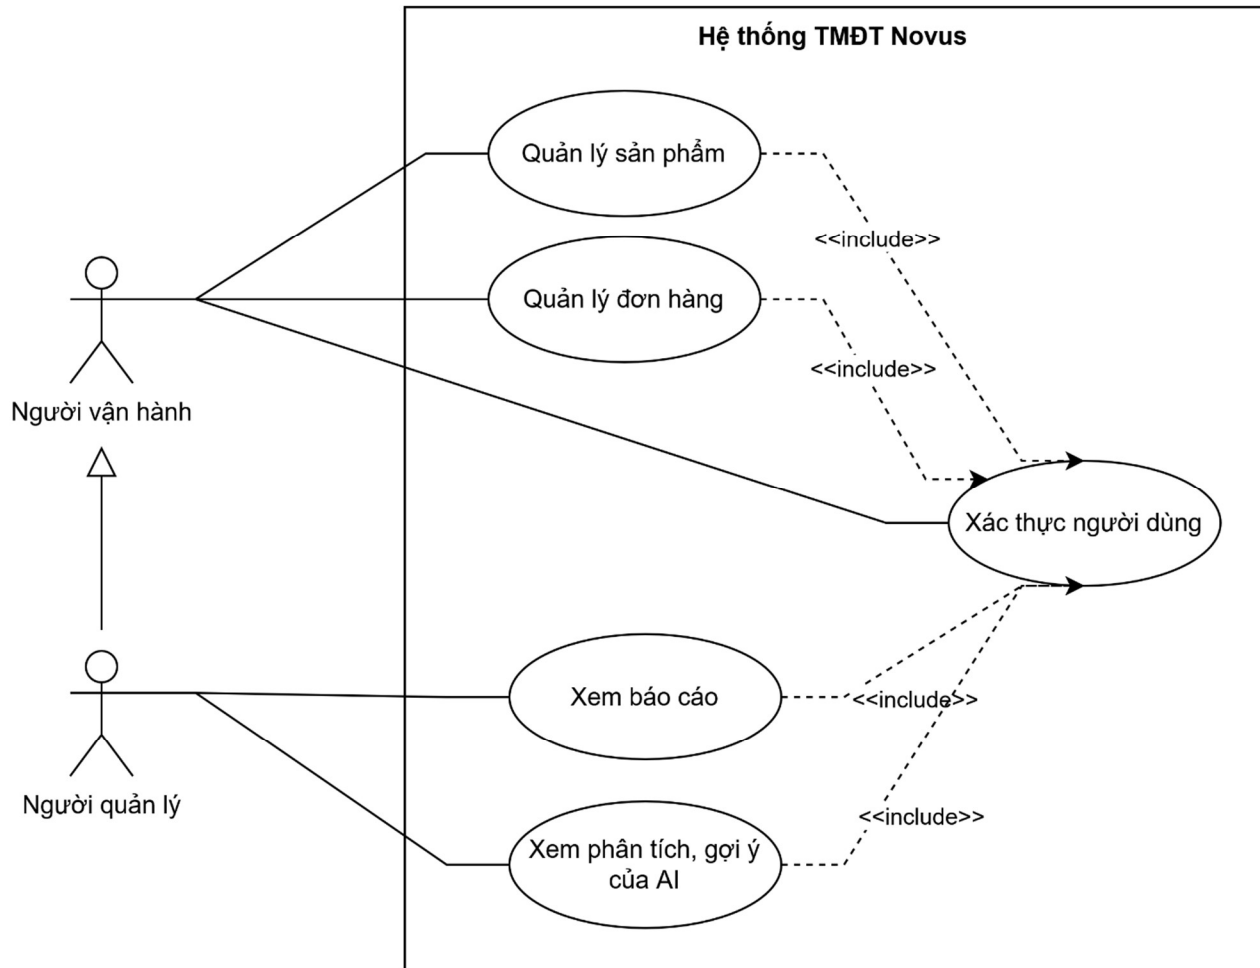 Hệ thống TMĐT Novus
Quản lý sản phẩm
<<include>>
Quản lý đơn hàng
<<include>>
Người vận hành
Xác thực người dùng
Xem báo cáo
<<include>>
Người quản lý
<<include>>
Xem phân tích, gợi ý
của AI